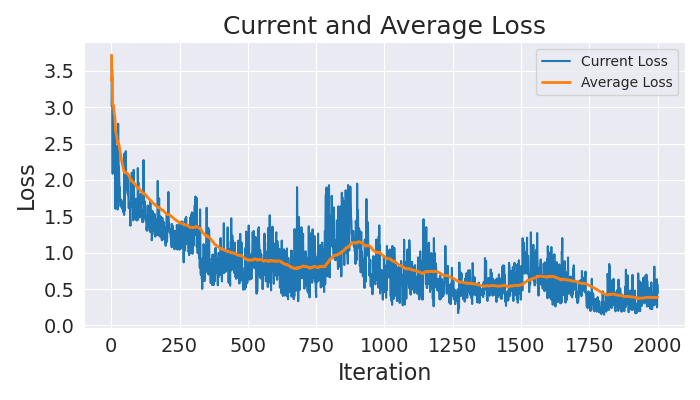 Current and Average Loss
Current Loss
Average Loss
Loss
3.5
3.0
2.5
2.0
1.5
1.0
0.5
0.0
0 250 500 750 1000 1250 1500 1750 2000
Iteration